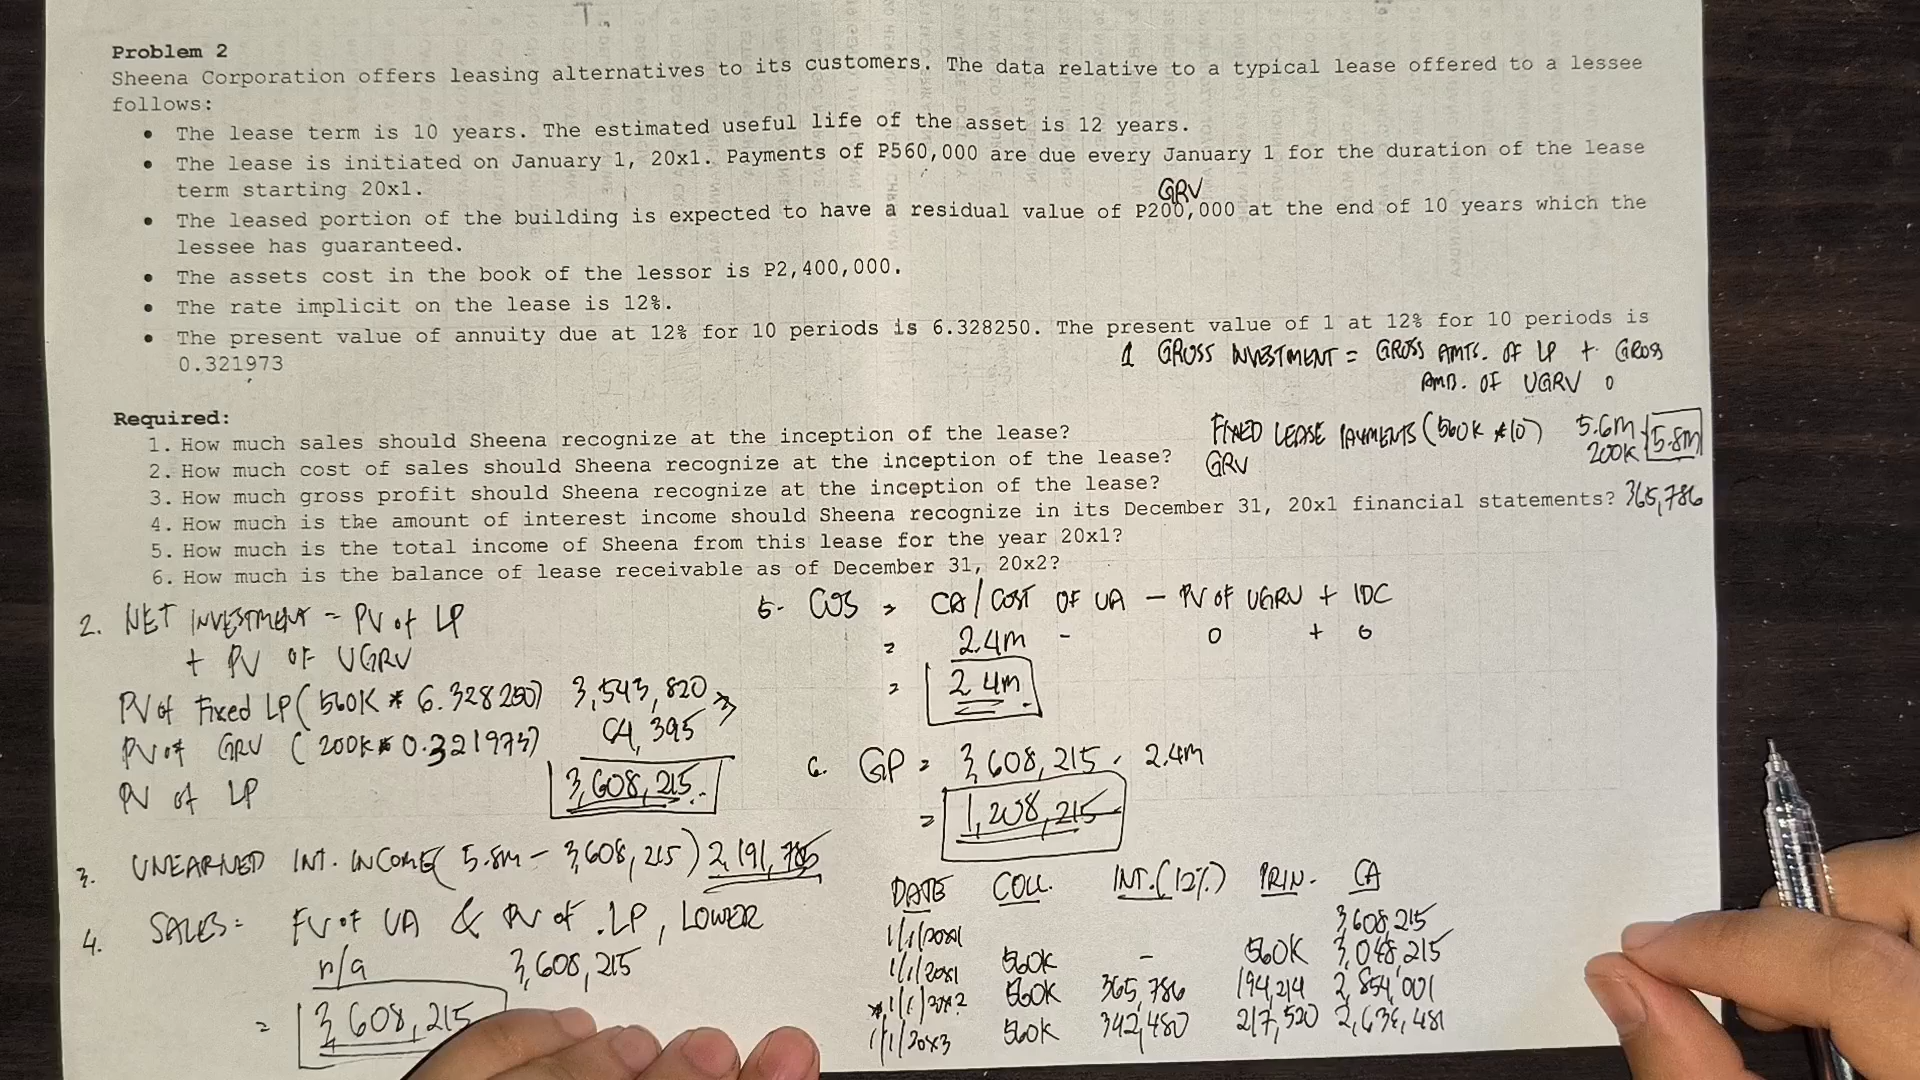 Problem 2
Sheena Corporation offers leasing alternatives to its customers. The data relative to a typical lease offered to a lessee
follows:
• The lease term is 10 years. The estimated useful life of the asset is 12 years.
• The lease is initiated on January 1, 20x1. Payments of P560,000 are due every January 1 for the duration of the lease
term starting 20x1.
GRV
• The leased portion of the building is expected to have a residual value of P200,000 at the end of 10 years which the
lessee has guaranteed.
• The assets cost in the book of the lessor is P2,400,000.
• The rate implicit on the lease is 12%.
• The present value of annuity due at 12% for 10 periods is 6.328250. The present value of 1 at 12% for 10 periods is
0.321973
1 GROSS INVESTMENT = GROSS AMTS. OF LP + GROSS
AMB. OF UGRV 0
FIXED LEASE PAYMENTS (560K * 10) 5.6m
GRV 200K 5.8m
Required:
1. How much sales should Sheena recognize at the inception of the lease?
2. How much cost of sales should Sheena recognize at the inception of the lease?
3. How much gross profit should Sheena recognize at the inception of the lease?
4. How much is the amount of interest income should Sheena recognize in its December 31, 20x1 financial statements? 365,786
5. How much is the total income of Sheena from this lease for the year 20x1?
6. How much is the balance of lease receivable as of December 31, 20x2?
2. NET INVESTMENT = PV of LP
+ PV OF UGRV
PV of Fixed LP (560K * 6.328250) 3,543,820
PV of GRV (200K * 0.321973) 64,395
PV of LP 3,608,215
3. UNEARNED INT. INCOME (5.8m - 3,608,215) 2,191,785
4. SALES = FV of UA & PV of LP, LOWER
n/a 3,608,215
= 3,608,215
5. COS = CA/COST OF UA - PV OF UGRV + IDC
= 2.4m - 0 + 0
= 2.4m
6. GP = 3,608,215 - 2.4m
= 1,208,215
DATE COLL. INT.(12%) PRIN. CA
1/1/20x1 3,608,215
1/1/20x1 560K - 560K 3,048,215
1/1/20x2 560K 365,786 194,214 2,854,001
1/1/20x3 560K 342,480 217,520 2,636,481